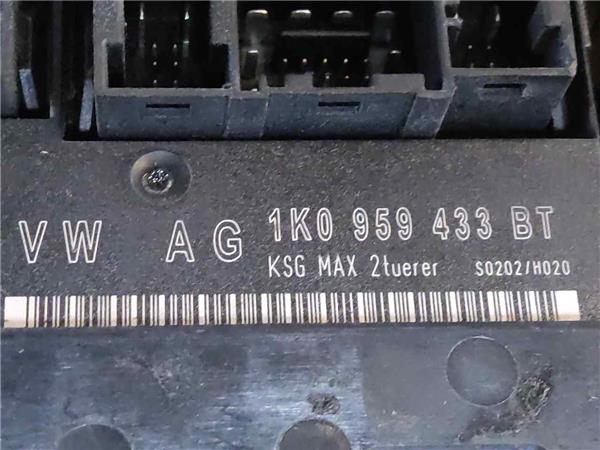 VW AG 1K0 959 433 BT
KSG MAX 2tuerer S0202/H020